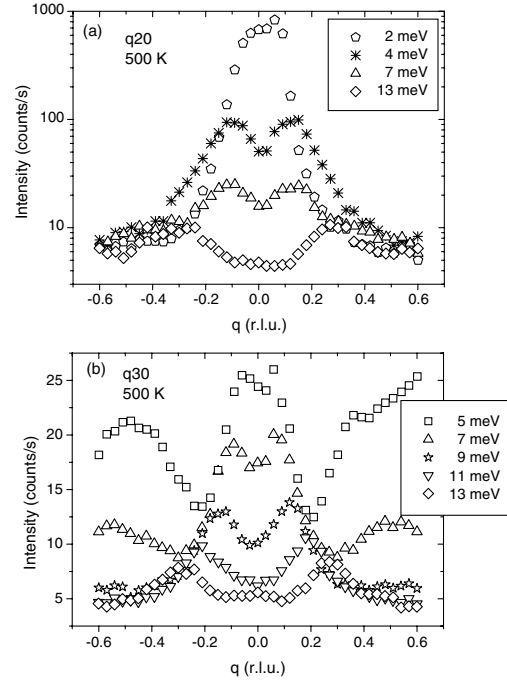 (a)
q20
500 K
2 meV
4 meV
7 meV
13 meV
1000
100
10
Intensity (counts/s)
-0.6 -0.4 -0.2 0.0 0.2 0.4 0.6
q (r.l.u.)
(b)
q30
500 K
5 meV
7 meV
9 meV
11 meV
13 meV
25
20
15
10
5
Intensity (counts/s)
-0.6 -0.4 -0.2 0.0 0.2 0.4 0.6
q (r.l.u.)